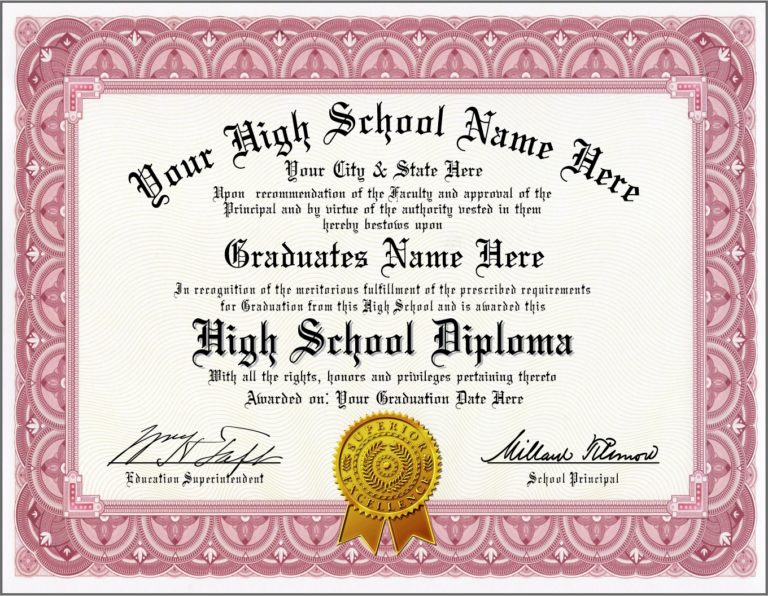 Your High School Name Here
Your City & State Here
Upon recommendation of the Faculty and approval of the
Principal and by virtue of the authority vested in them
hereby bestows upon
Graduates Name Here
In recognition of the meritorious fulfillment of the prescribed requirements
for Graduation from this High School and is awarded this
High School Diploma
With all the rights, honors and privileges pertaining thereto
Awarded on: Your Graduation Date Here
SUPERIOR
EXCELLENCE
Education Superintendent
Millard Fillmore
School Principal